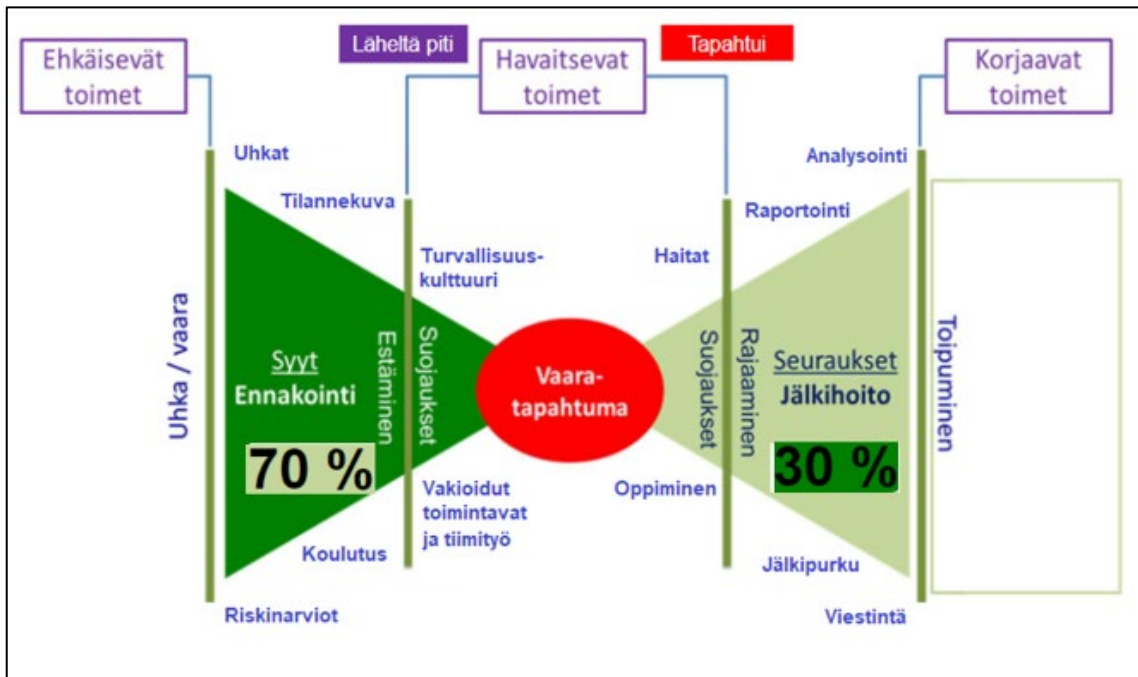 Ehkäisevät
toimet
Läheltä piti
Havaitsevat
toimet
Tapahtui
Korjaavat
toimet
Uhkat
Analysointi
Tilannekuva
Raportointi
Turvallisuus-
kulttuuri
Haitat
Uhka / vaara
Syyt
Ennakointi
70 %
Estäminen
Suojaukset
Vaara-
tapahtuma
Suojaukset
Rajaaminen
Seuraukset
Jälkihoito
30 %
Toipuminen
Vakioidut
toimintavat
ja tiimityö
Oppiminen
Koulutus
Jälkipurku
Riskinarviot
Viestintä